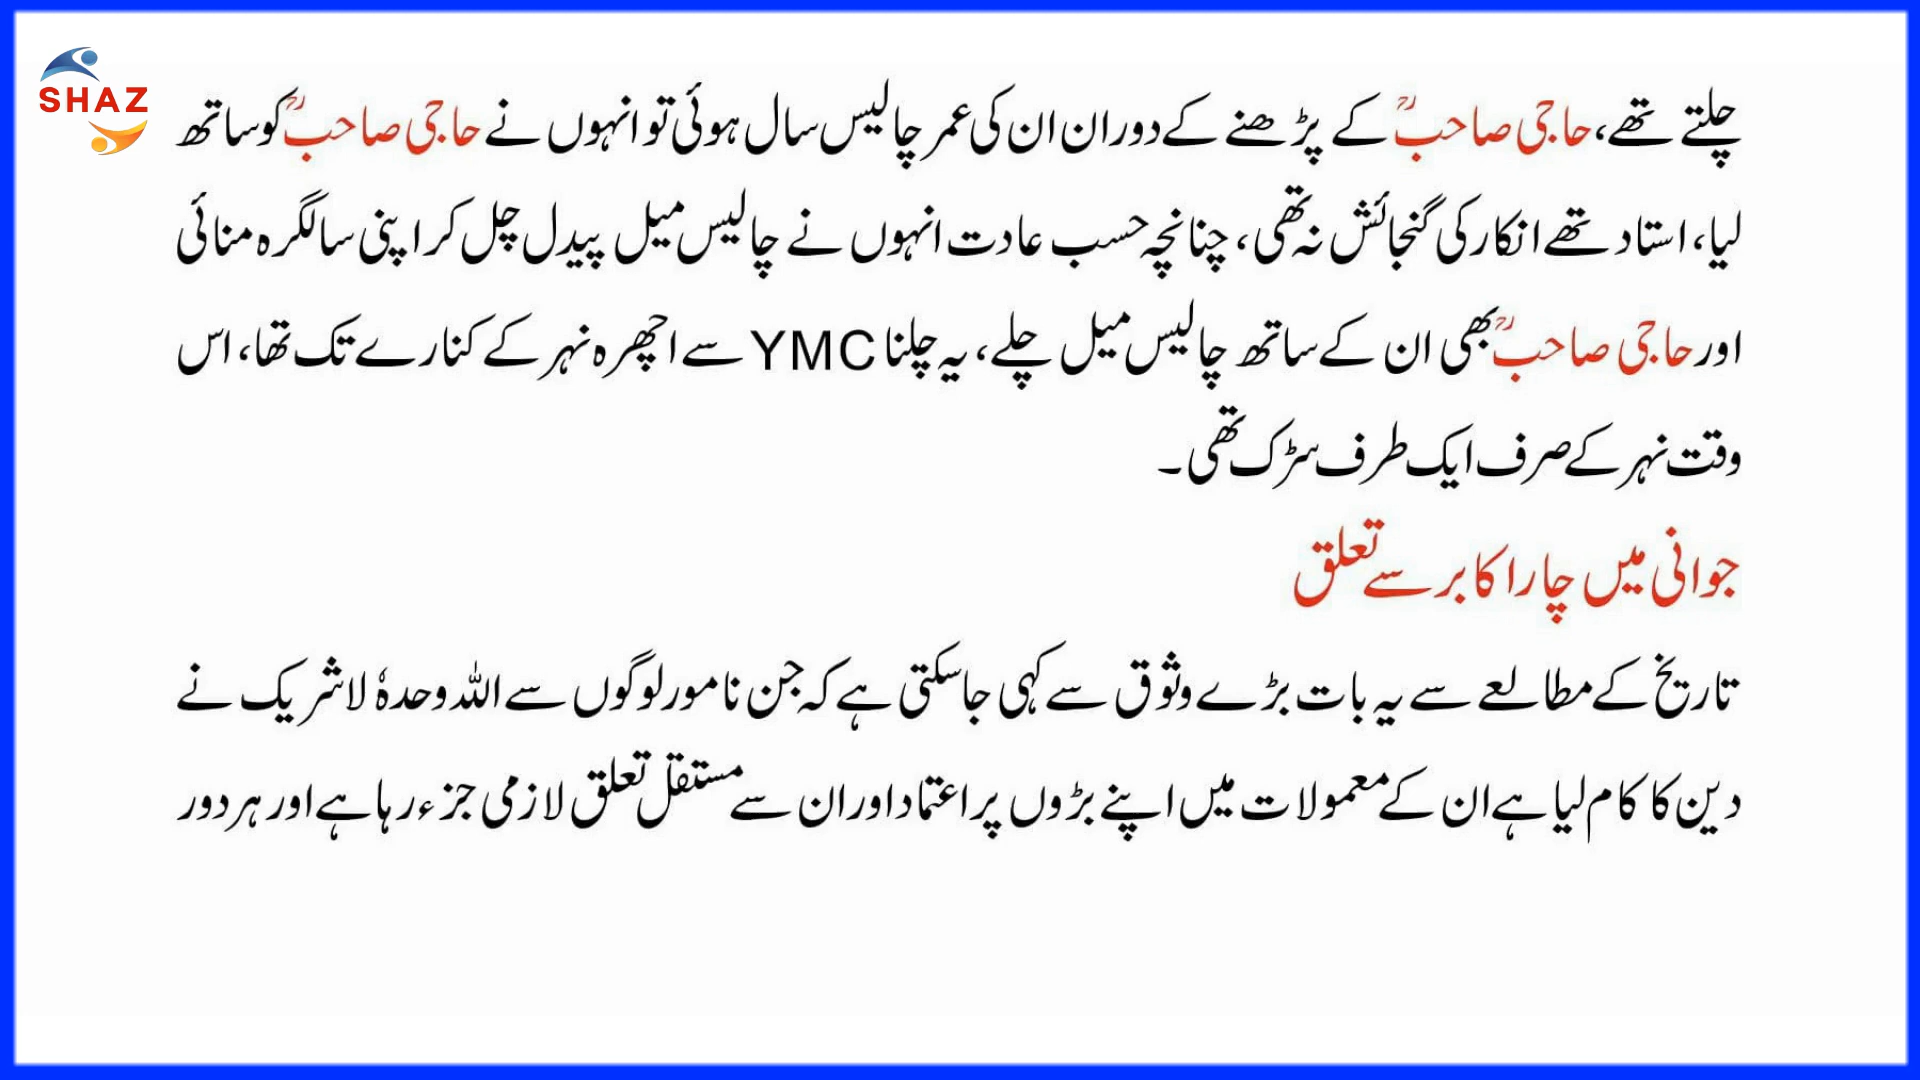 SHAZ
چلتے تھے، حاجی صاحبؒ کے پڑھنے کے دوران ان کی عمر چالیس سال ہوئی تو انہوں نے حاجی صاحبؒ کو ساتھ
لیا، استاد تھے انکار کی گنجائش نہ تھی، چنانچہ حسب عادت انہوں نے چالیس میل پیدل چل کر اپنی سالگرہ منائی
اور حاجی صاحبؒ بھی ان کے ساتھ چالیس میل چلے، یہ چلنا YMC سے اچھرہ نہر کے کنارے تک تھا، اس
وقت نہر کے صرف ایک طرف سڑک تھی۔
جوانی میں چار اکابر سے تعلق
تاریخ کے مطالعے سے یہ بات بڑے وثوق سے کہی جاسکتی ہے کہ جن نامور لوگوں سے اللہ وحدہٗ لاشریک نے
دین کا کام لیا ہے ان کے معمولات میں اپنے بڑوں پر اعتماد اور ان سے مستقل تعلق لازمی جزء رہا ہے اور ہر دور